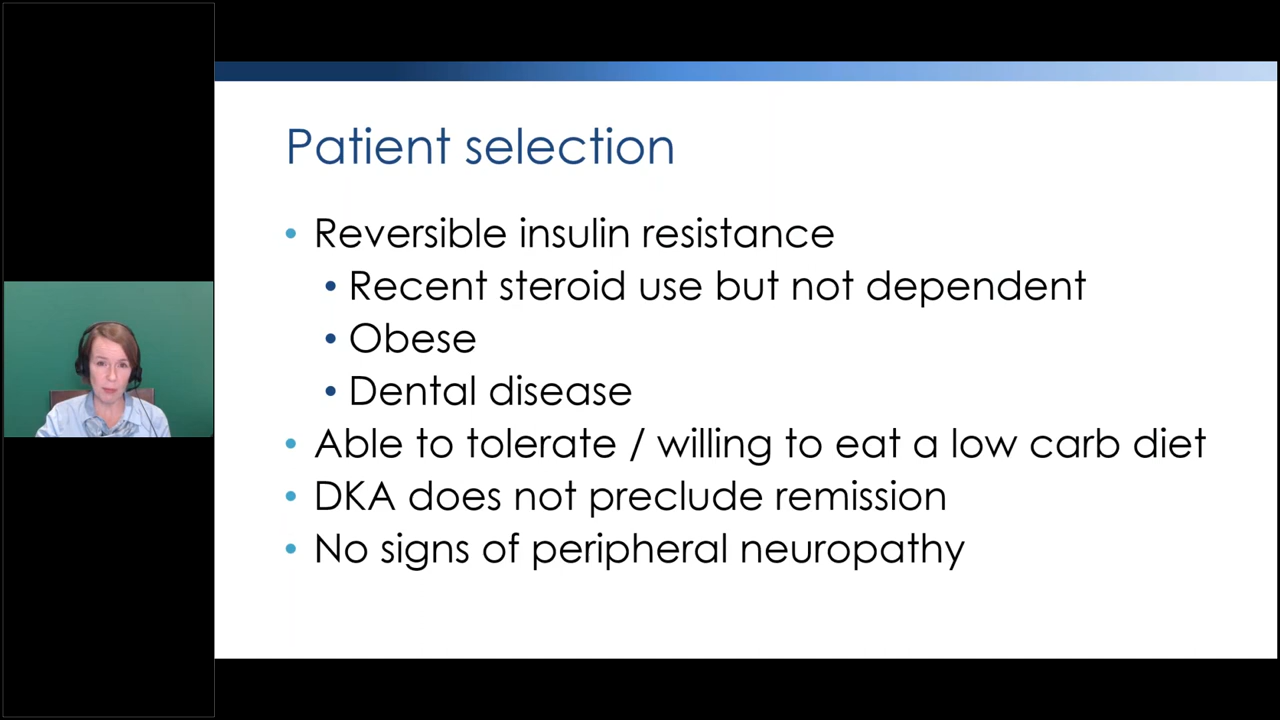 Patient selection
• Reversible insulin resistance
• Recent steroid use but not dependent
• Obese
• Dental disease
• Able to tolerate / willing to eat a low carb diet
• DKA does not preclude remission
• No signs of peripheral neuropathy